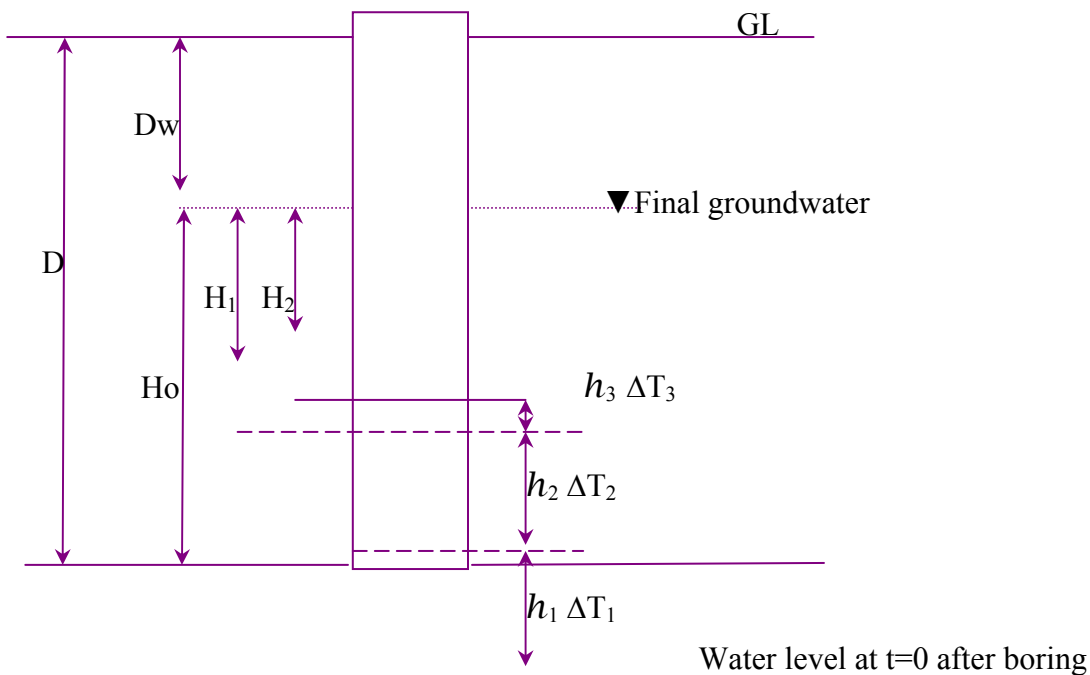 GL
Dw
▼Final groundwater
D
H₁ H₂
Ho
h₃ ΔT₃
h₂ ΔT₂
h₁ ΔT₁
Water level at t=0 after boring